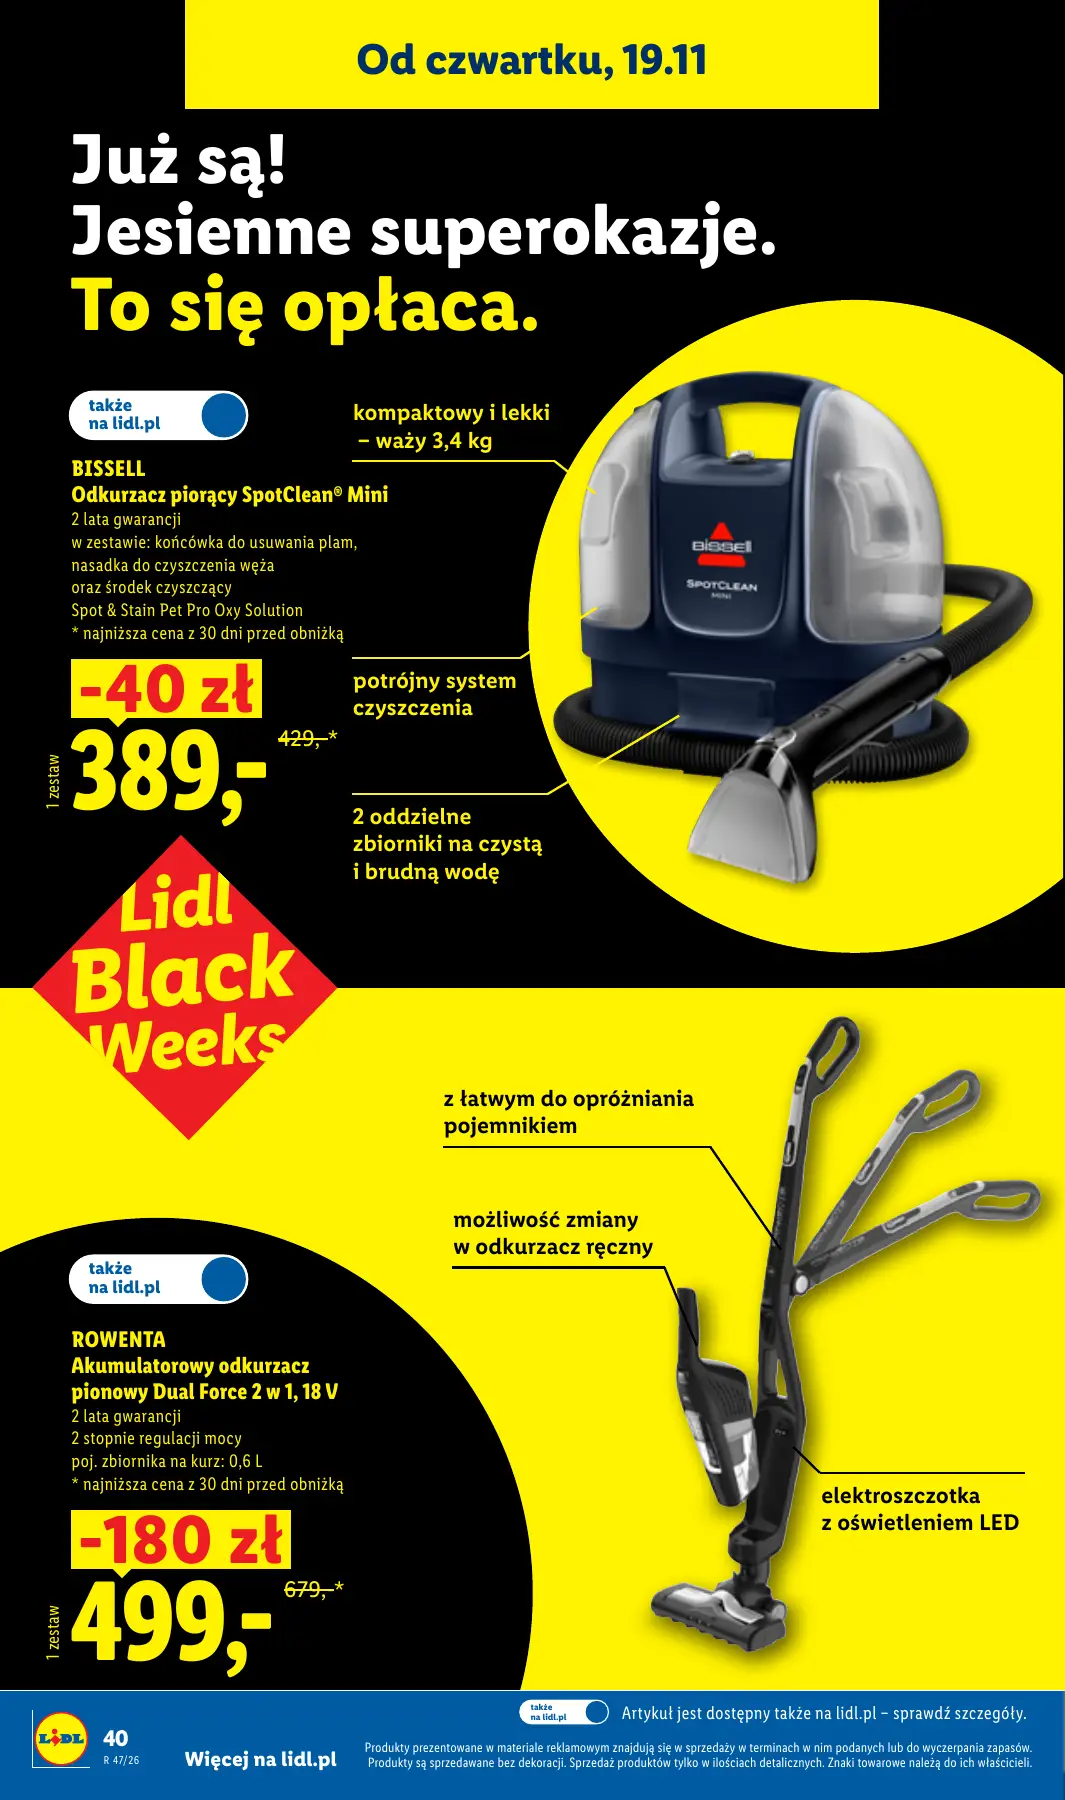 Od czwartku, 19.11
Już są!
Jesienne superokazje.
To się opłaca.
także
na lidl.pl
BISSELL
Odkurzacz piorący SpotClean® Mini
2 lata gwarancji
w zestawie: końcówka do usuwania plam,
nasadka do czyszczenia węża
oraz środek czyszczący
Spot & Stain Pet Pro Oxy Solution
* najniższa cena z 30 dni przed obniżką
-40 zł
429,-*
389,-
1 zestaw
kompaktowy i lekki
– waży 3,4 kg
potrójny system
czyszczenia
2 oddzielne
zbiorniki na czystą
i brudną wodę
BISSELL
SPOTCLEAN
MINI
Lidl
Black
Weeks
z łatwym do opróżniania
pojemnikiem
możliwość zmiany
w odkurzacz ręczny
elektroszczotka
z oświetleniem LED
także
na lidl.pl
ROWENTA
Akumulatorowy odkurzacz
pionowy Dual Force 2 w 1, 18 V
2 lata gwarancji
2 stopnie regulacji mocy
poj. zbiornika na kurz: 0,6 L
* najniższa cena z 30 dni przed obniżką
-180 zł
679,-*
499,-
1 zestaw
LIDL
40
R 47/26
Więcej na lidl.pl
także
na lidl.pl
Artykuł jest dostępny także na lidl.pl – sprawdź szczegóły.
Produkty prezentowane w materiale reklamowym znajdują się w sprzedaży w terminach w nim podanych lub do wyczerpania zapasów.
Produkty są sprzedawane bez dekoracji. Sprzedaż produktów tylko w ilościach detalicznych. Znaki towarowe należą do ich właścicieli.